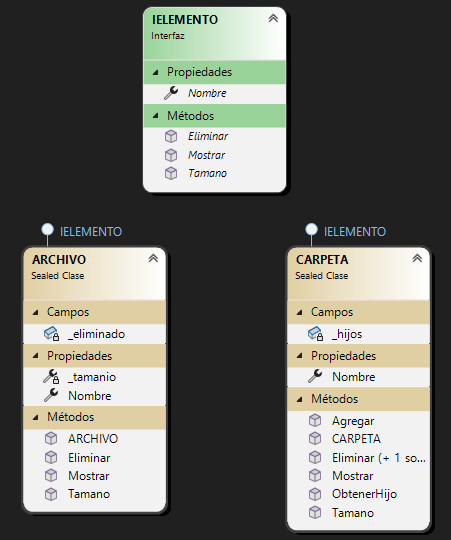 IELEMENTO
Interfaz
Propiedades
Nombre
Métodos
Eliminar
Mostrar
Tamano
IELEMENTO
ARCHIVO
Sealed Clase
Campos
_eliminado
Propiedades
_tamanio
Nombre
Métodos
ARCHIVO
Eliminar
Mostrar
Tamano
IELEMENTO
CARPETA
Sealed Clase
Campos
_hijos
Propiedades
Nombre
Métodos
Agregar
CARPETA
Eliminar (+ 1 so...
Mostrar
ObtenerHijo
Tamano